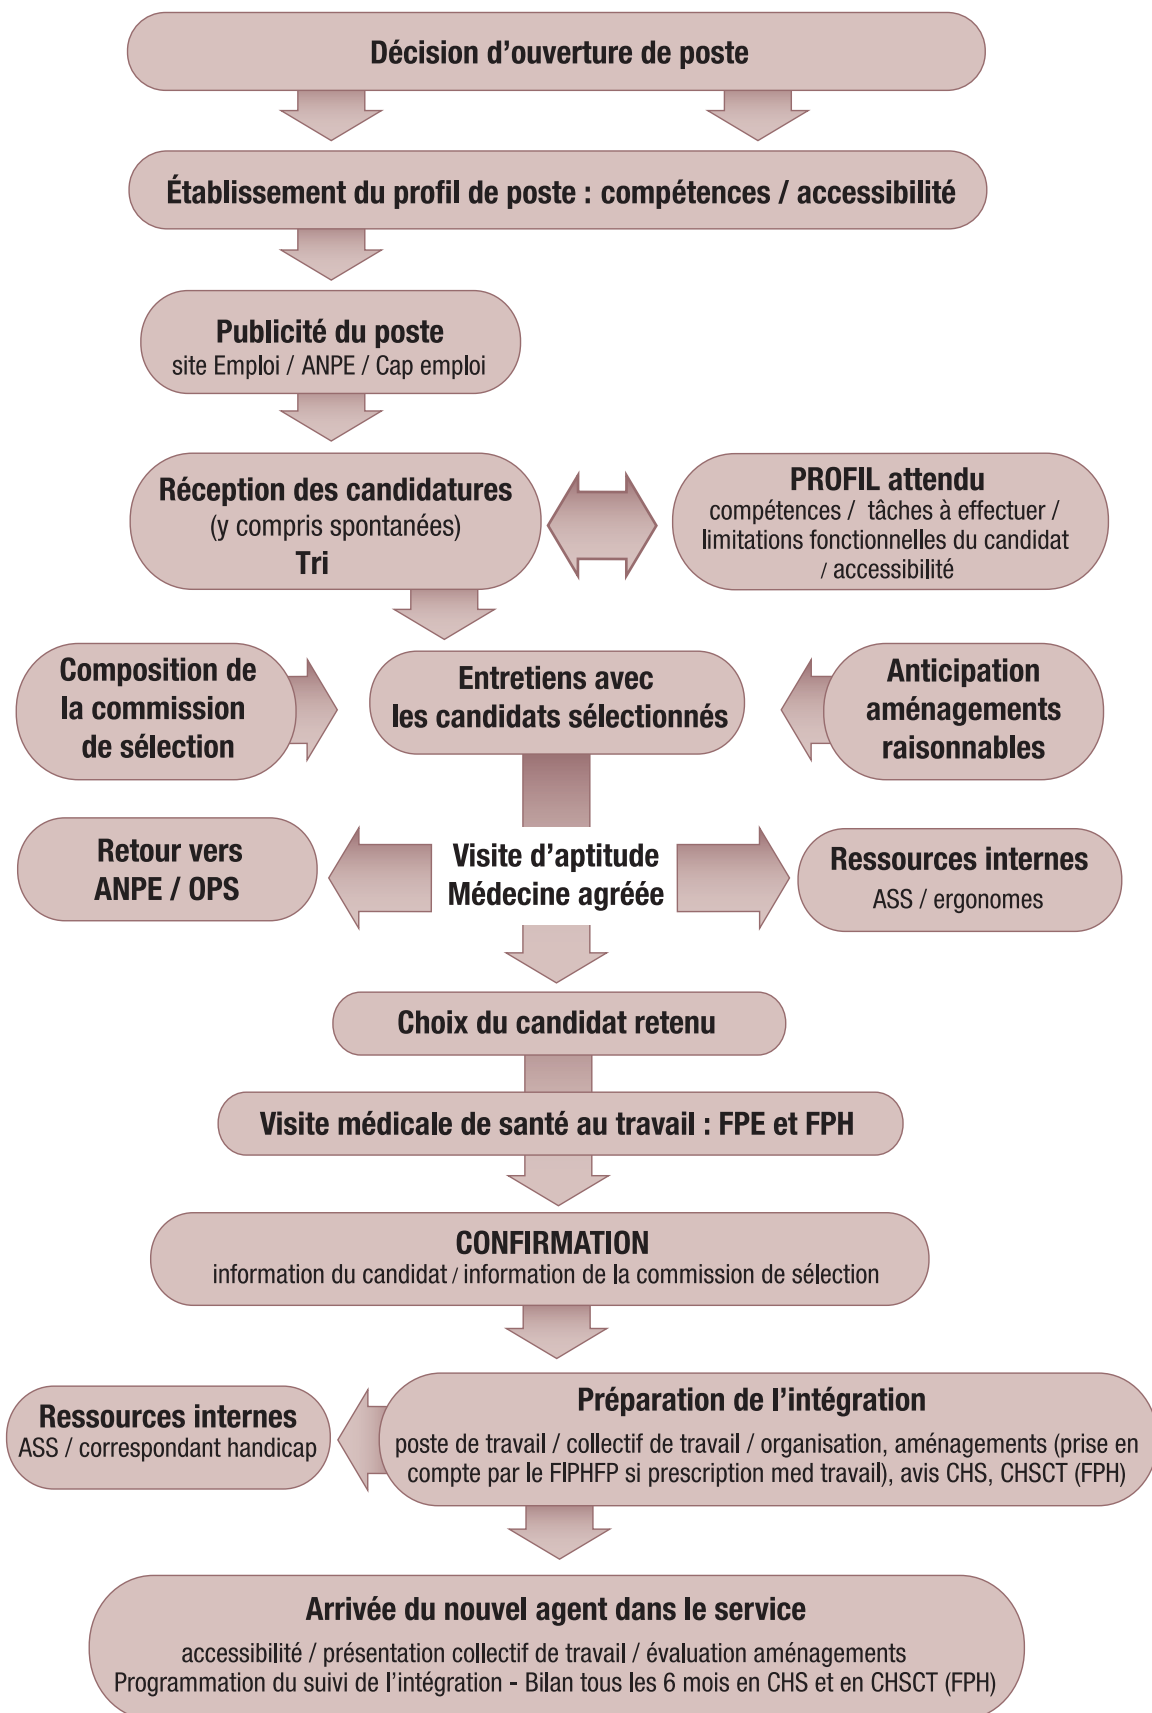 Décision d’ouverture de poste
Établissement du profil de poste : compétences / accessibilité
Publicité du poste
site Emploi / ANPE / Cap emploi
Réception des candidatures
(y compris spontanées)
Tri
PROFIL attendu
compétences / tâches à effectuer /
limitations fonctionnelles du candidat
/ accessibilité
Composition de
la commission
de sélection
Entretiens avec
les candidats sélectionnés
Anticipation
aménagements
raisonnables
Retour vers
ANPE / OPS
Visite d’aptitude
Médecine agréée
Ressources internes
ASS / ergonomes
Choix du candidat retenu
Visite médicale de santé au travail : FPE et FPH
CONFIRMATION
information du candidat / information de la commission de sélection
Ressources internes
ASS / correspondant handicap
Préparation de l’intégration
poste de travail / collectif de travail / organisation, aménagements (prise en
compte par le FIPHFP si prescription med travail), avis CHS, CHSCT (FPH)
Arrivée du nouvel agent dans le service
accessibilité / présentation collectif de travail / évaluation aménagements
Programmation du suivi de l’intégration - Bilan tous les 6 mois en CHS et en CHSCT (FPH)